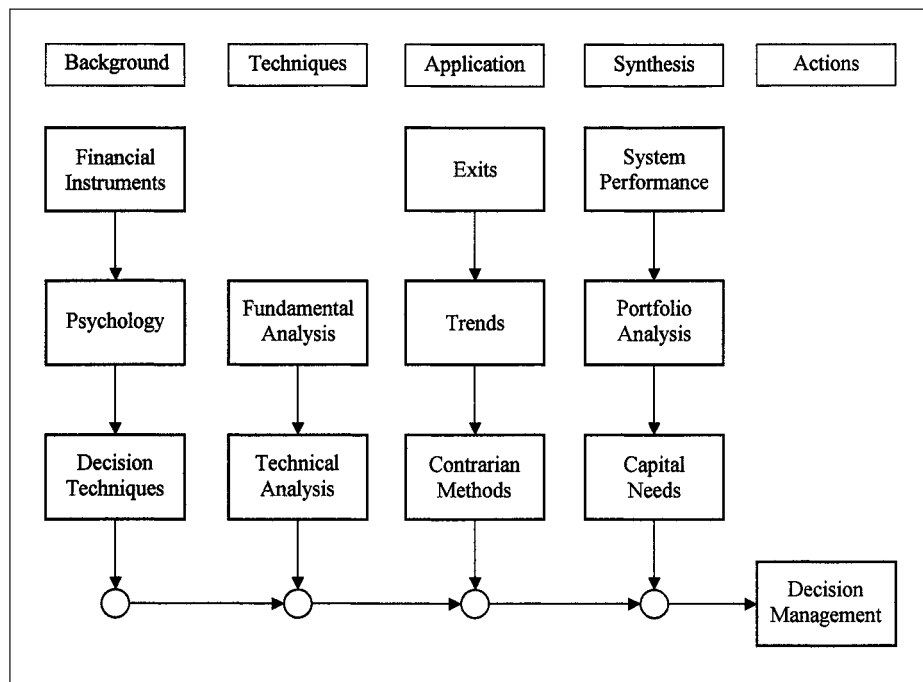 Background
Techniques
Application
Synthesis
Actions
Financial
Instruments
Exits
System
Performance
Psychology
Fundamental
Analysis
Trends
Portfolio
Analysis
Decision
Techniques
Technical
Analysis
Contrarian
Methods
Capital
Needs
Decision
Management